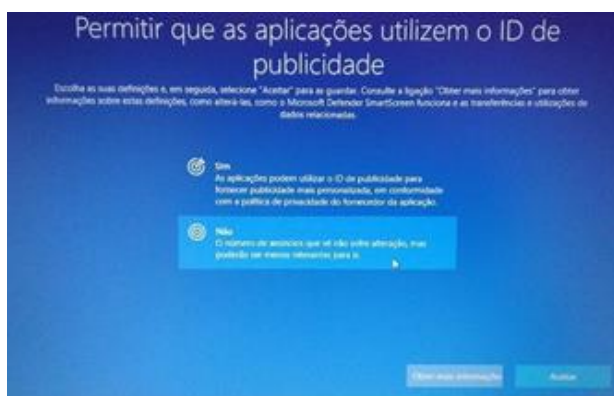 Permitir que as aplicações utilizem o ID de
publicidade
Escolha as suas definições e, em seguida, selecione "Aceitar" para as guardar. Consulte a ligação "Obter mais informações" para obter
informações sobre estas definições, como alterá-las, como o Microsoft Defender SmartScreen funciona e as transferências e utilizações de
dados relacionadas.
Sim
As aplicações podem utilizar o ID de publicidade para
fornecer publicidade mais personalizada, em conformidade
com a política de privacidade do fornecedor da aplicação.
Não
O número de anúncios que vê não sofre alteração, mas
poderão ser menos relevantes para si.
Obter mais informações
Aceitar